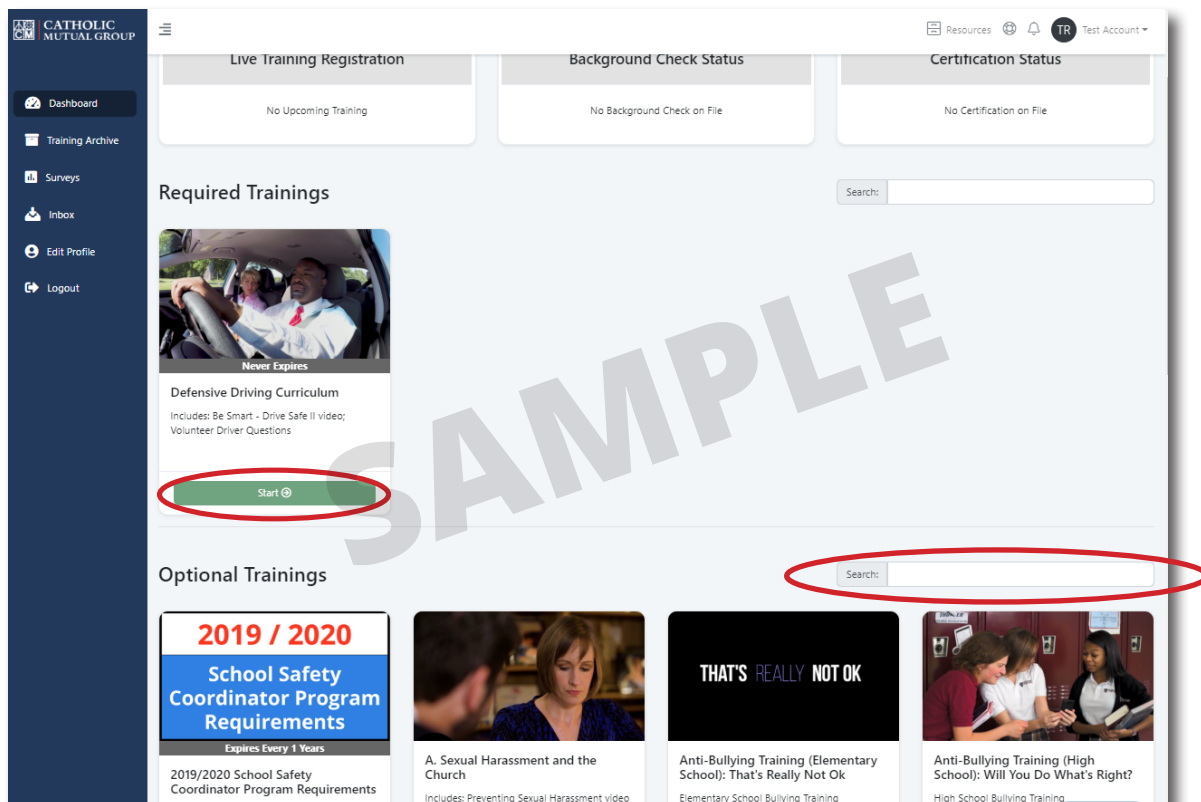 CATHOLIC
MUTUAL GROUP
Resources
TR
Test Account
Dashboard
Training Archive
Surveys
Inbox
Edit Profile
Logout
Live Training Registration
No Upcoming Training
Background Check Status
No Background Check on File
Certification Status
No Certification on File
Required Trainings
Search:
Never Expires
Defensive Driving Curriculum
Includes: Be Smart - Drive Safe II video;
Volunteer Driver Questions
Start
SAMPLE
Optional Trainings
Search:
2019 / 2020
School Safety
Coordinator Program
Requirements
Expires Every 1 Years
2019/2020 School Safety
Coordinator Program Requirements
A. Sexual Harassment and the
Church
Includes: Preventing Sexual Harassment video
THAT'S REALLY NOT OK
Anti-Bullying Training (Elementary
School): That's Really Not Ok
Elementary School Bullying Training
Anti-Bullying Training (High
School): Will You Do What's Right?
High School Bullying Training